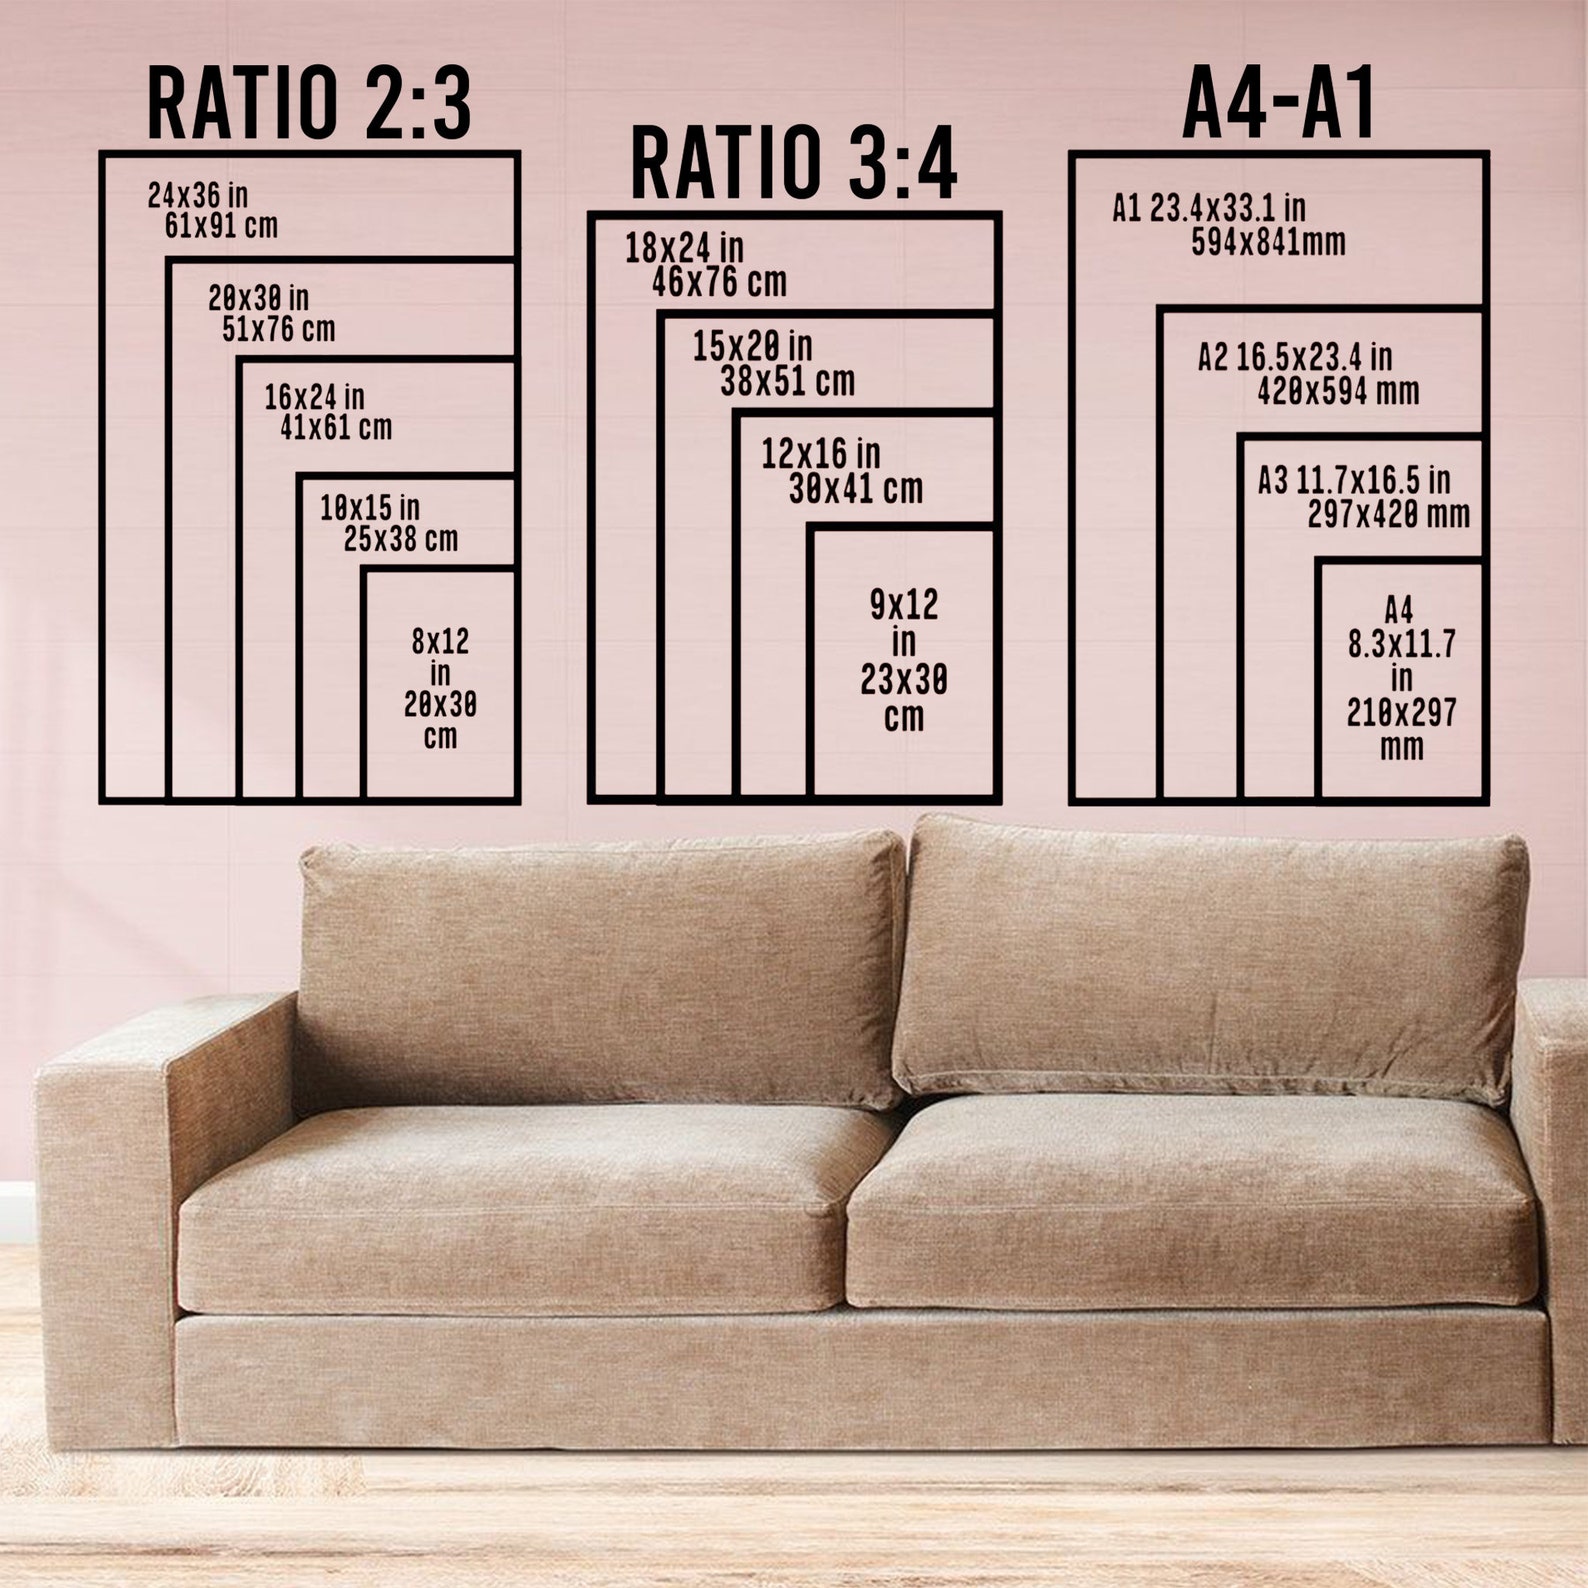 RATIO 2:3
24x36 in
61x91 cm
20x30 in
51x76 cm
16x24 in
41x61 cm
10x15 in
25x38 cm
8x12
in
20x30
cm
RATIO 3:4
18x24 in
46x76 cm
15x20 in
38x51 cm
12x16 in
30x41 cm
9x12
in
23x30
cm
A4-A1
A1 23.4x33.1 in
594x841mm
A2 16.5x23.4 in
420x594 mm
A3 11.7x16.5 in
297x420 mm
A4
8.3x11.7
in
210x297
mm